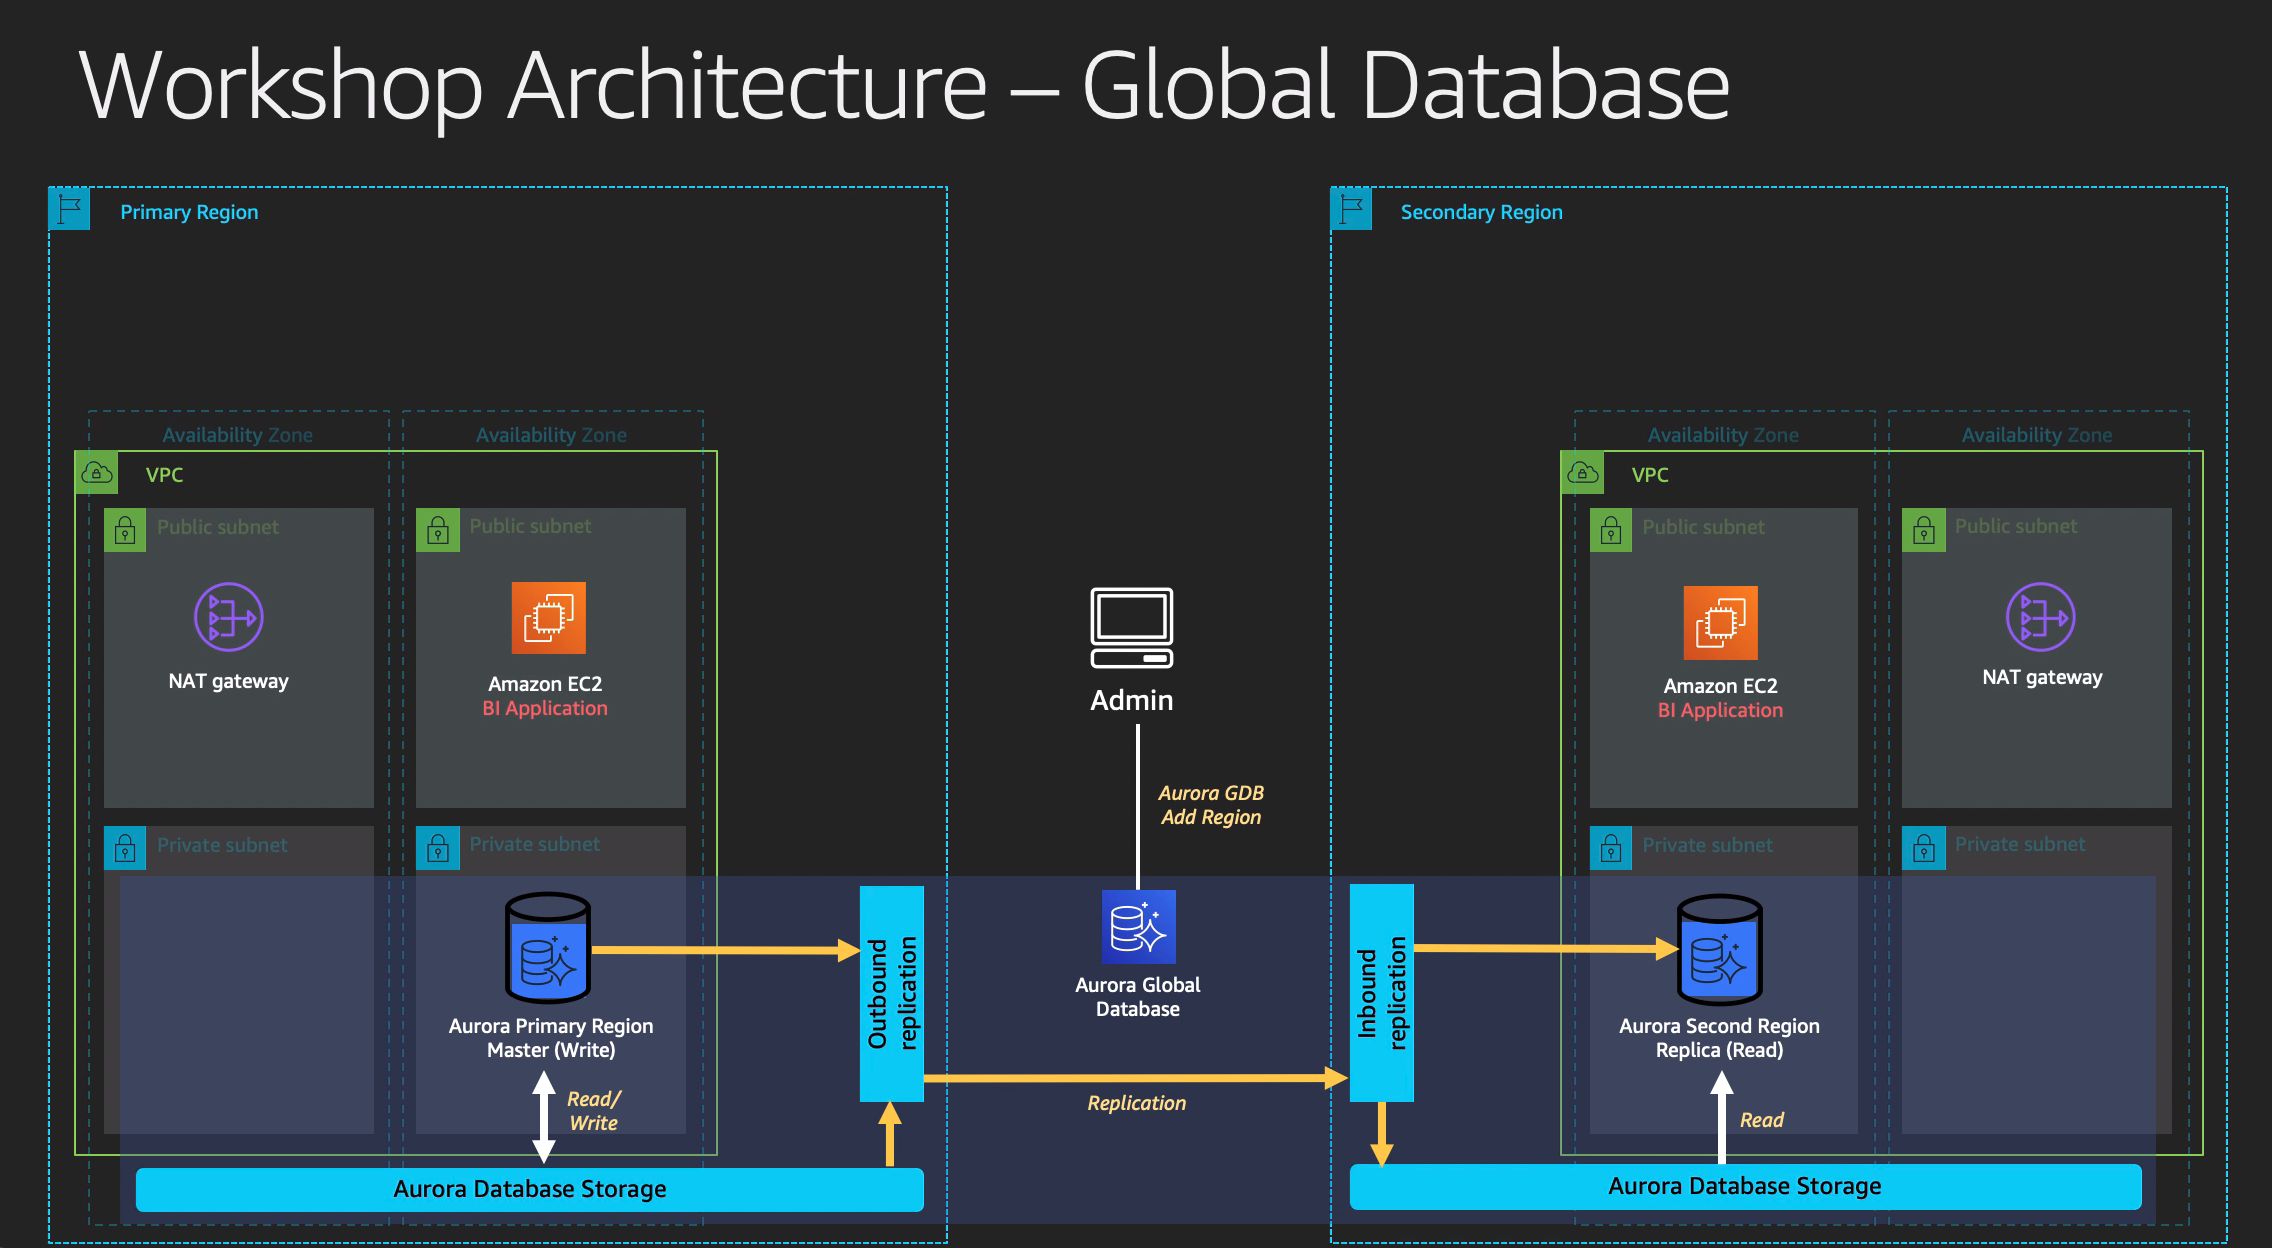 Workshop Architecture – Global Database
Primary Region
Availability Zone
Availability Zone
VPC
Public subnet
NAT gateway
Public subnet
Amazon EC2
BI Application
Private subnet
Private subnet
Aurora Primary Region
Master (Write)
Read/
Write
Aurora Database Storage
Outbound
replication
Admin
Aurora GDB
Add Region
Aurora Global
Database
Replication
Secondary Region
Inbound
replication
Availability Zone
Availability Zone
VPC
Public subnet
Amazon EC2
BI Application
Public subnet
NAT gateway
Private subnet
Private subnet
Aurora Second Region
Replica (Read)
Read
Aurora Database Storage